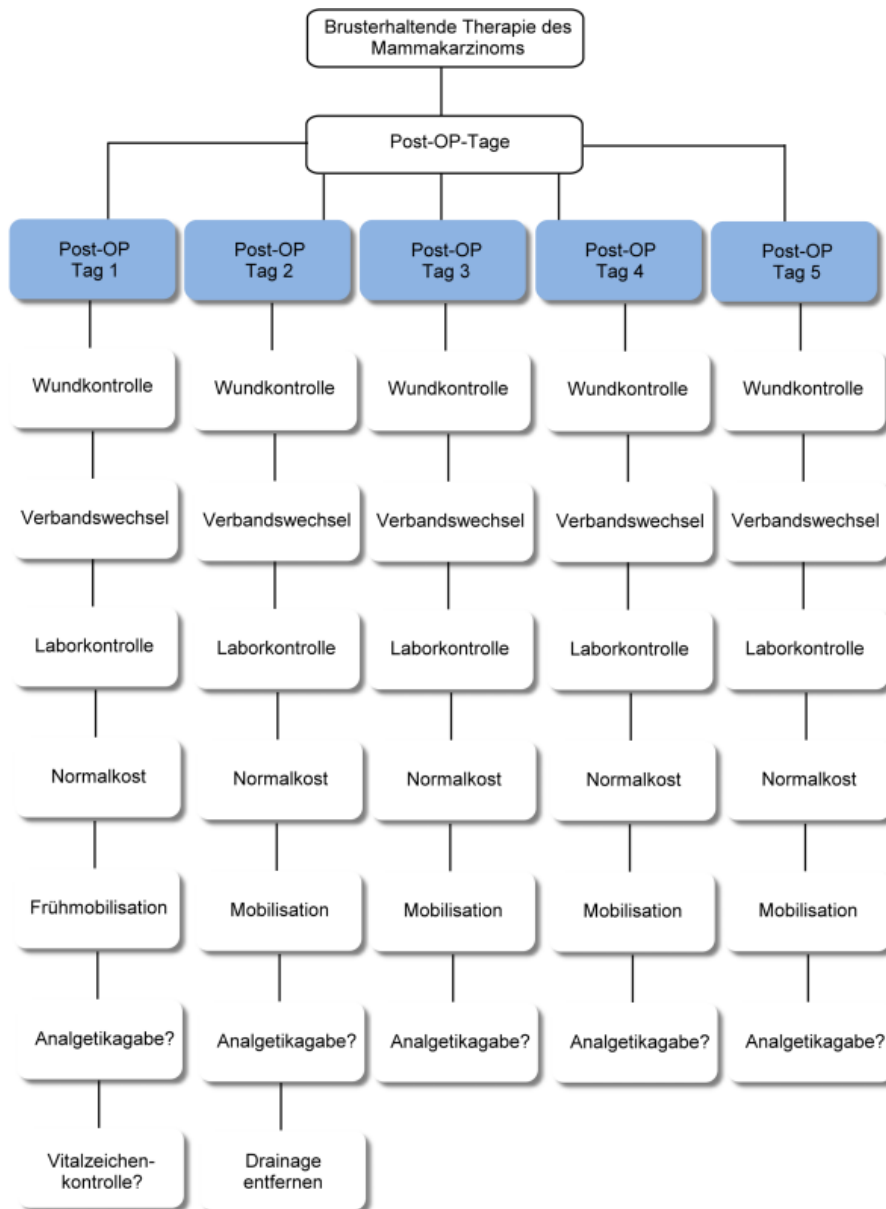 Brusterhaltende Therapie des
Mammakarzinoms
Post-OP-Tage
Post-OP
Tag 1
Wundkontrolle
Verbandswechsel
Laborkontrolle
Normalkost
Frühmobilisation
Analgetikagabe?
Vitalzeichen-
kontrolle?
Post-OP
Tag 2
Wundkontrolle
Verbandswechsel
Laborkontrolle
Normalkost
Mobilisation
Analgetikagabe?
Drainage
entfernen
Post-OP
Tag 3
Wundkontrolle
Verbandswechsel
Laborkontrolle
Normalkost
Mobilisation
Analgetikagabe?
Post-OP
Tag 4
Wundkontrolle
Verbandswechsel
Laborkontrolle
Normalkost
Mobilisation
Analgetikagabe?
Post-OP
Tag 5
Wundkontrolle
Verbandswechsel
Laborkontrolle
Normalkost
Mobilisation
Analgetikagabe?